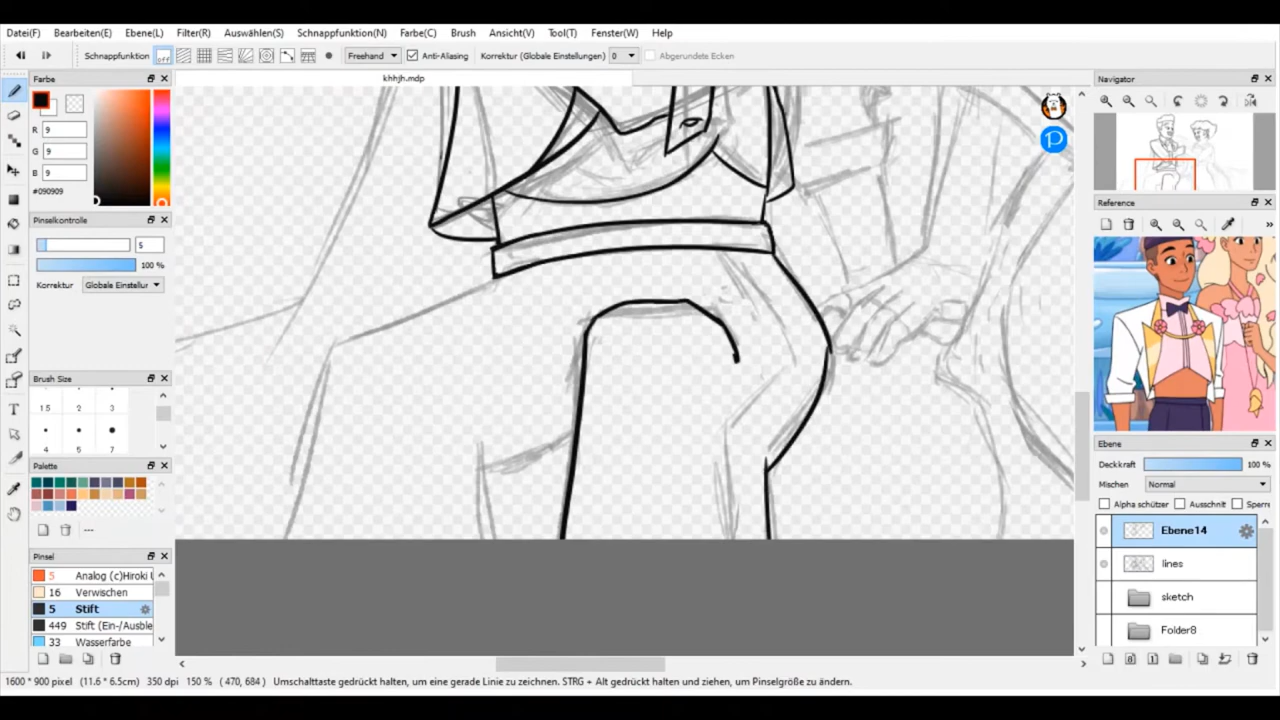 Datei(F) Bearbeiten(E) Ebene(L) Filter(R) Auswählen(S) Schnappfunktion(N) Farbe(C) Brush Ansicht(V) Tool(T) Fenster(W) Help
Schnappfunktion off Freehand Anti-Aliasing Korrektur (Globale Einstellungen) 0 Abgerundete Ecken
Farbe
khhjh.mdp
Navigator
R 9
G 9
B 9
#090909
Reference
Pinselkontrolle
5
100 %
Korrektur Globale Einstellur
Brush Size
1.5 2 3
4 5 7
Ebene
Deckkraft 100 %
Palette
Mischen Normal
Alpha schützer Ausschnit Sperr
Ebene14
lines
Pinsel
5 Analog (c)Hiroki
16 Verwischen
sketch
5 Stift
449 Stift (Ein-/Ausble
Folder8
33 Wasserfarbe
1600 * 900 pixel (11.6 * 6.5cm) 350 dpi 150 % ( 470, 684 ) Umschalttaste gedrückt halten, um eine gerade Linie zu zeichnen. STRG + Alt gedrückt halten und ziehen, um Pinselgröße zu ändern.